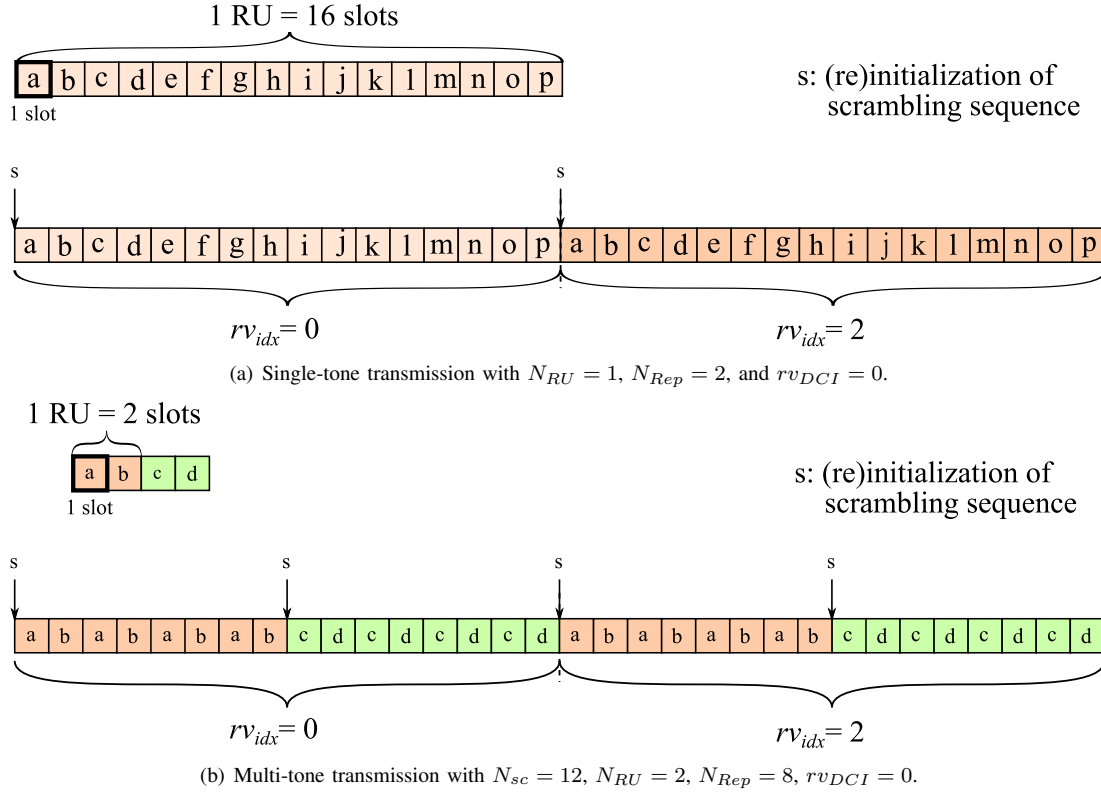 1 RU = 16 slots
a b c d e f g h i j k l m n o p
1 slot
s: (re)initialization of
scrambling sequence
s s
a b c d e f g h i j k l m n o p a b c d e f g h i j k l m n o p
rv_idx= 0 rv_idx= 2
(a) Single-tone transmission with N_RU = 1, N_Rep = 2, and rv_DCI = 0.
1 RU = 2 slots
a b c d
1 slot
s: (re)initialization of
scrambling sequence
s s s s
a b a b a b a b c d c d c d c d a b a b a b a b c d c d c d c d
rv_idx= 0 rv_idx= 2
(b) Multi-tone transmission with N_sc = 12, N_RU = 2, N_Rep = 8, rv_DCI = 0.